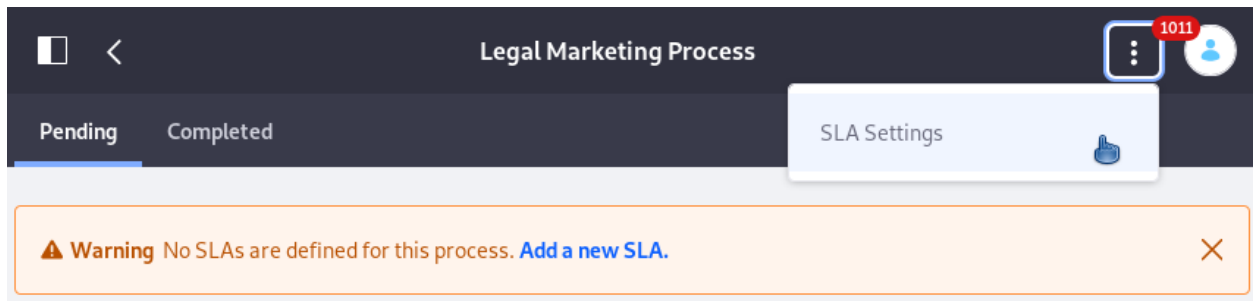 1011
Legal Marketing Process
Pending Completed
SLA Settings
Warning No SLAs are defined for this process. Add a new SLA.